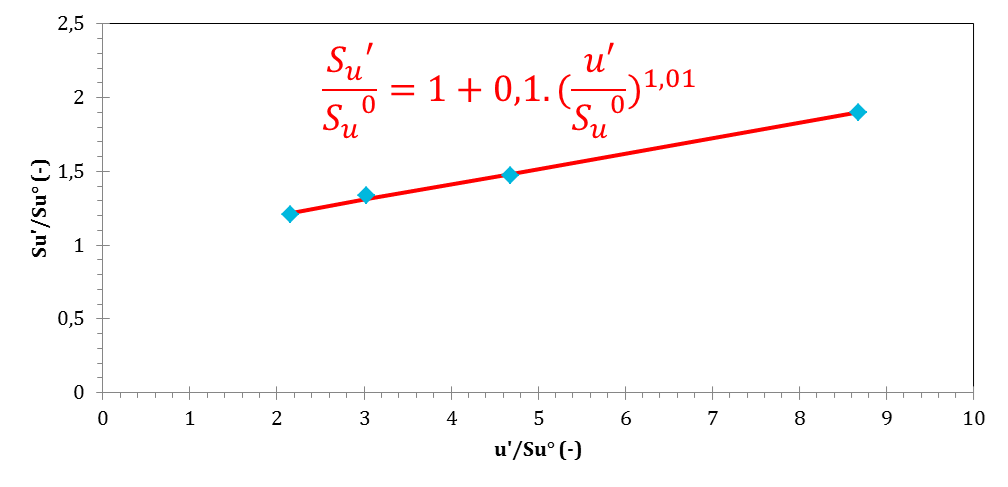 2,5
2
1,5
1
0,5
0
Su'/Su° (-)
Sᵤ′/Sᵤ⁰ = 1 + 0,1.(u′/Sᵤ⁰)^1,01
0 1 2 3 4 5 6 7 8 9 10
u'/Su° (-)